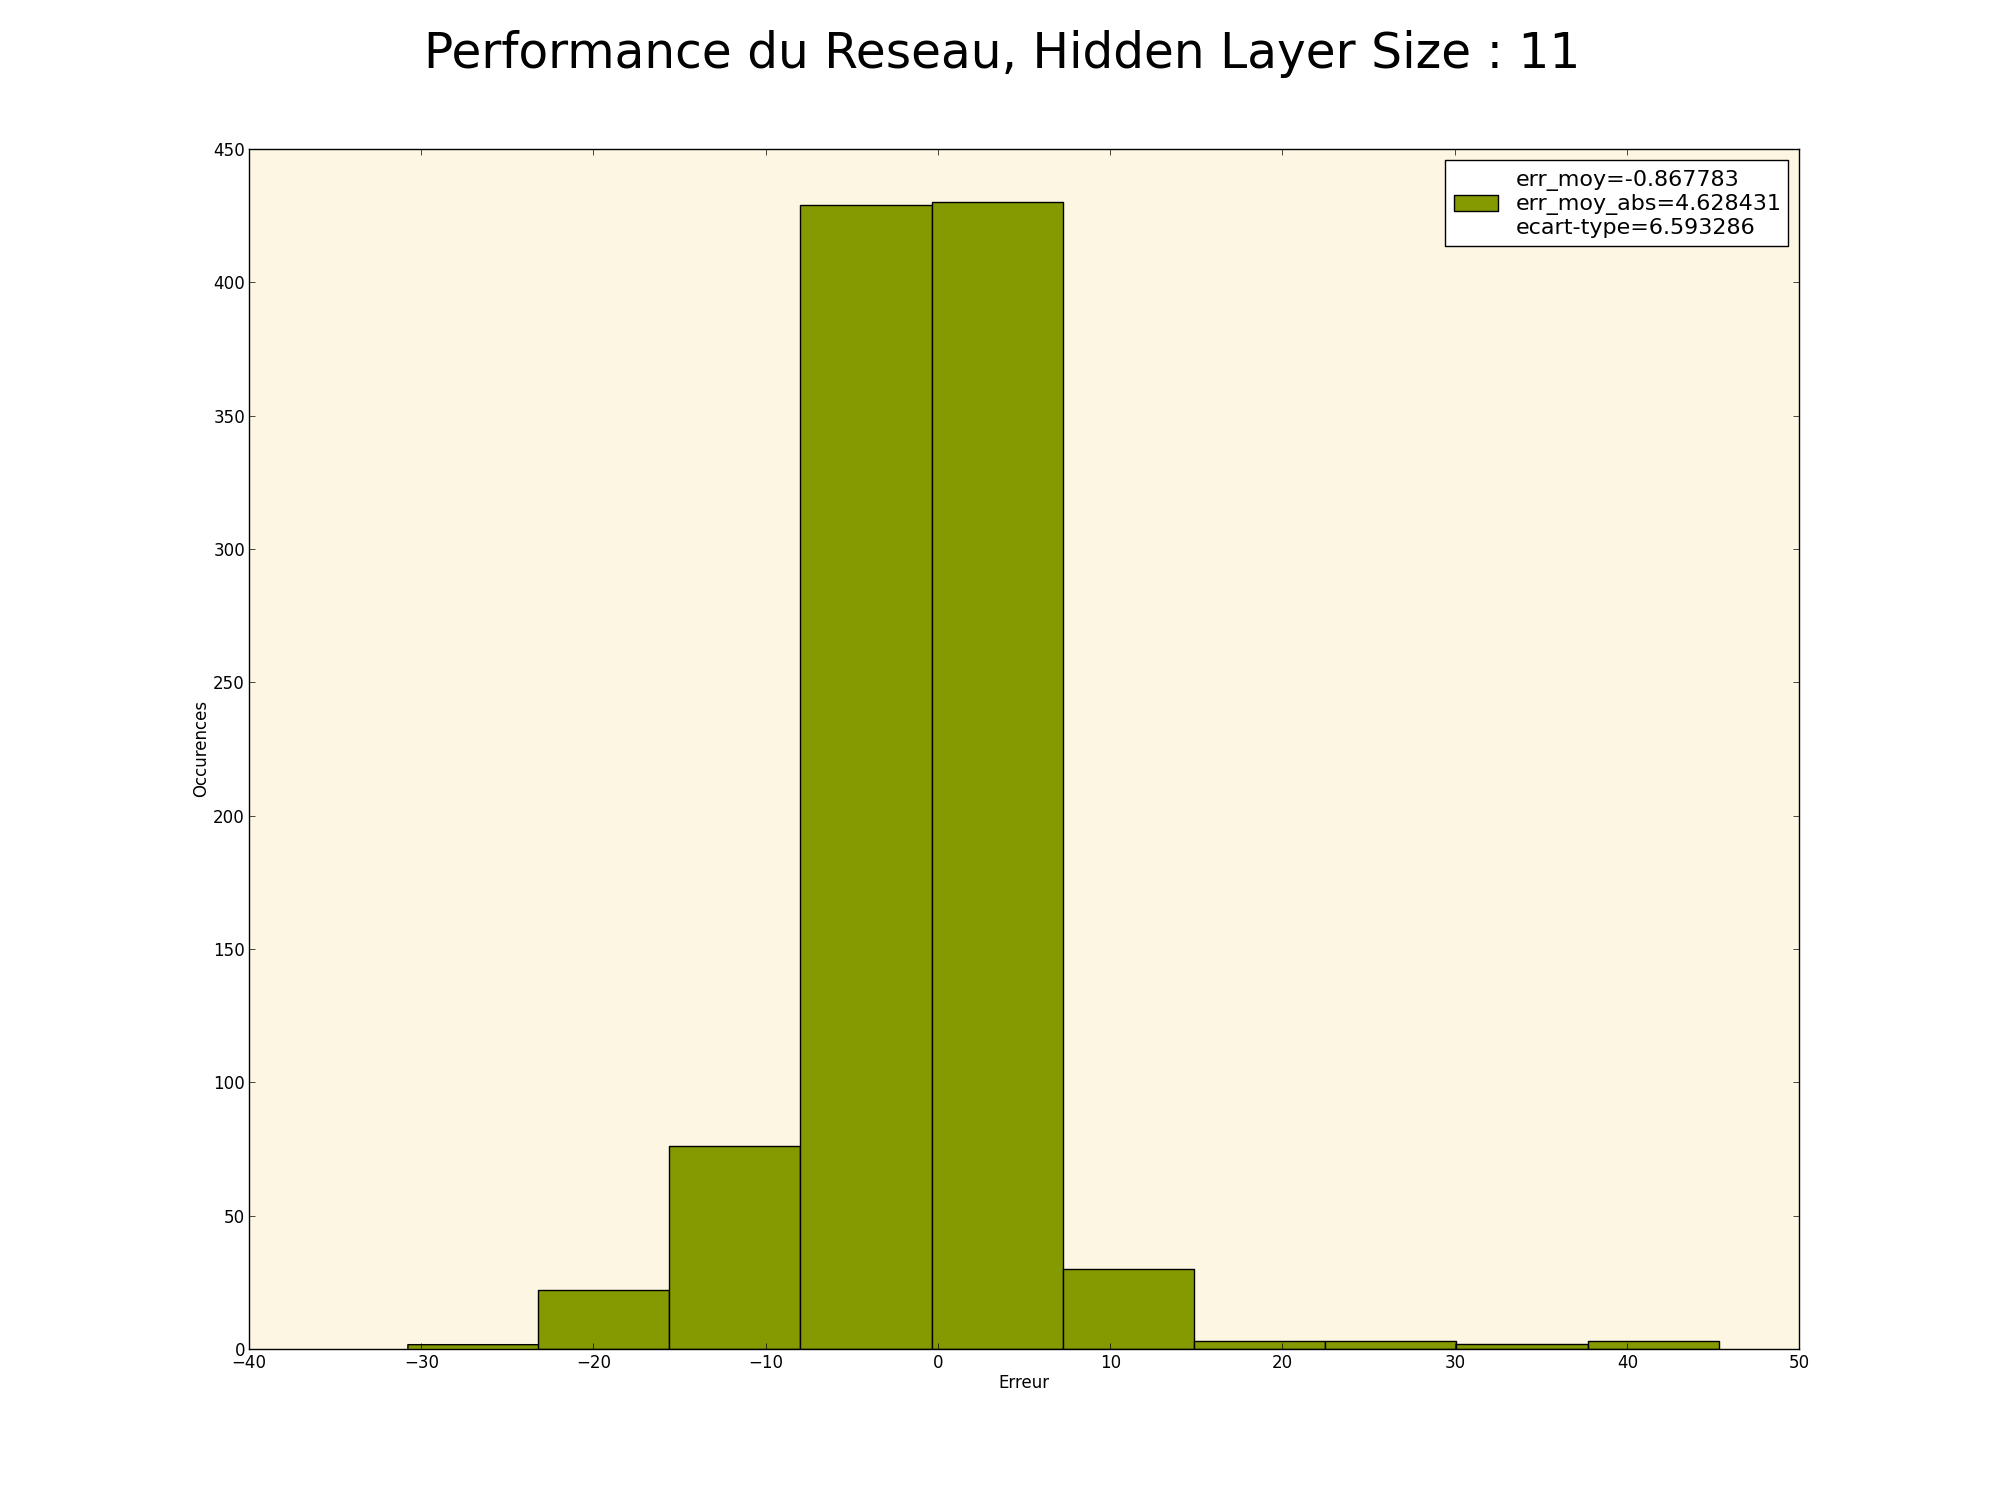 Performance du Reseau, Hidden Layer Size : 11
450
400
350
300
250
200
150
100
50
0
Occurences
err_moy=-0.867783
err_moy_abs=4.628431
ecart-type=6.593286
−40 −30 −20 −10 0 10 20 30 40 50
Erreur